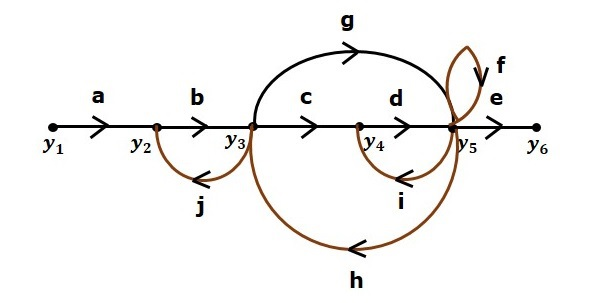 g
f
a b c d e
y₁ y₂ y₃ y₄ y₅ y₆
j i
h